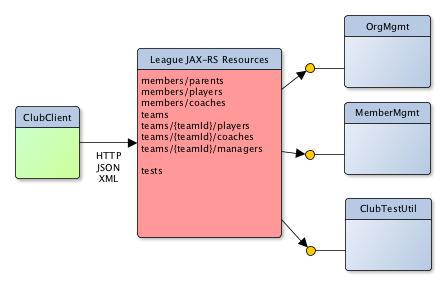 ClubClient
HTTP
JSON
XML
League JAX-RS Resources
members/parents
members/players
members/coaches
teams
teams/{teamId}/players
teams/{teamId}/coaches
teams/{teamId}/managers
tests
OrgMgmt
MemberMgmt
ClubTestUtil